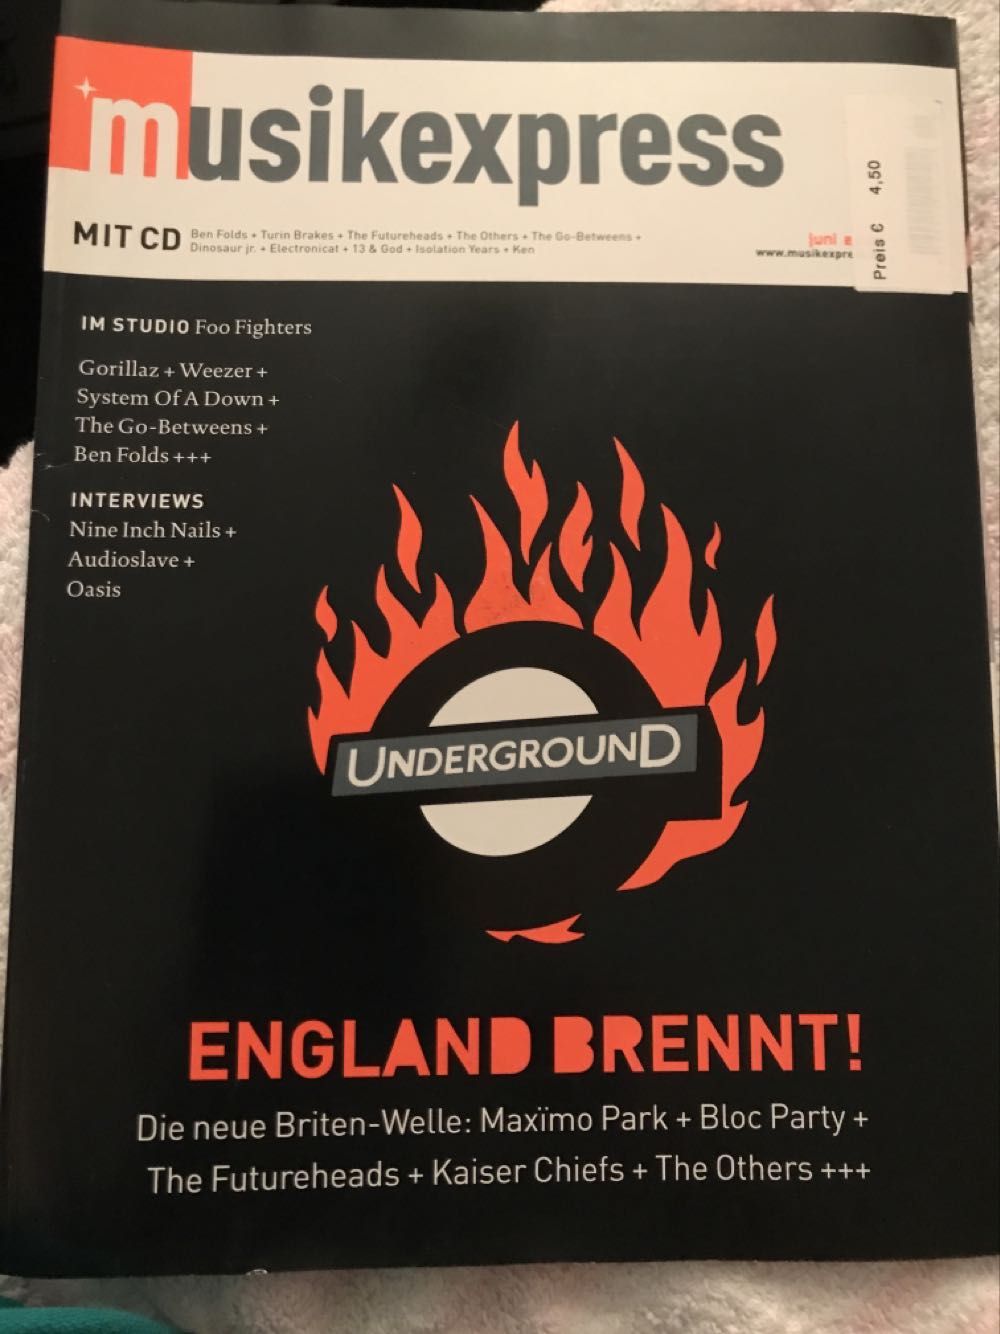 musikexpress
MIT CD
Ben Folds + Turin Brakes + The Futureheads + The Others + The Go-Betweens +
Dinosaur jr. + Electronicat + 13 & God + Isolation Years + Ken
juni
www.musikexpre
Preis € 4,50
IM STUDIO Foo Fighters
Gorillaz + Weezer +
System Of A Down +
The Go-Betweens +
Ben Folds +++
INTERVIEWS
Nine Inch Nails +
Audioslave +
Oasis
UNDERGROUND
ENGLAND BRENNT!
Die neue Briten-Welle: Maxïmo Park + Bloc Party +
The Futureheads + Kaiser Chiefs + The Others +++